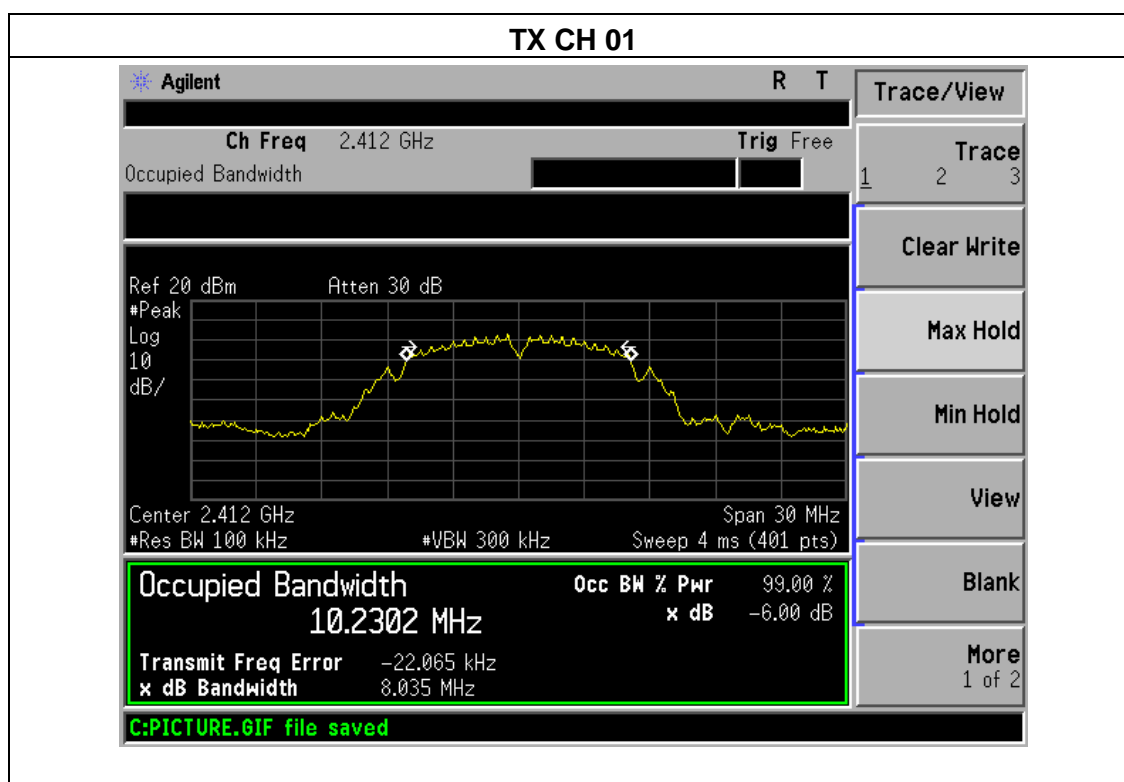 TX CH 01
Agilent R T
Ch Freq 2.412 GHz Trig Free
Occupied Bandwidth
Ref 20 dBm Atten 30 dB
#Peak
Log
10
dB/
Center 2.412 GHz Span 30 MHz
#Res BW 100 kHz #VBW 300 kHz Sweep 4 ms (401 pts)
Occupied Bandwidth
10.2302 MHz
Occ BW % Pwr 99.00 %
x dB -6.00 dB
Transmit Freq Error -22.065 kHz
x dB Bandwidth 8.035 MHz
C:PICTURE.GIF file saved
Trace/View
Trace
1 2 3
Clear Write
Max Hold
Min Hold
View
Blank
More
1 of 2